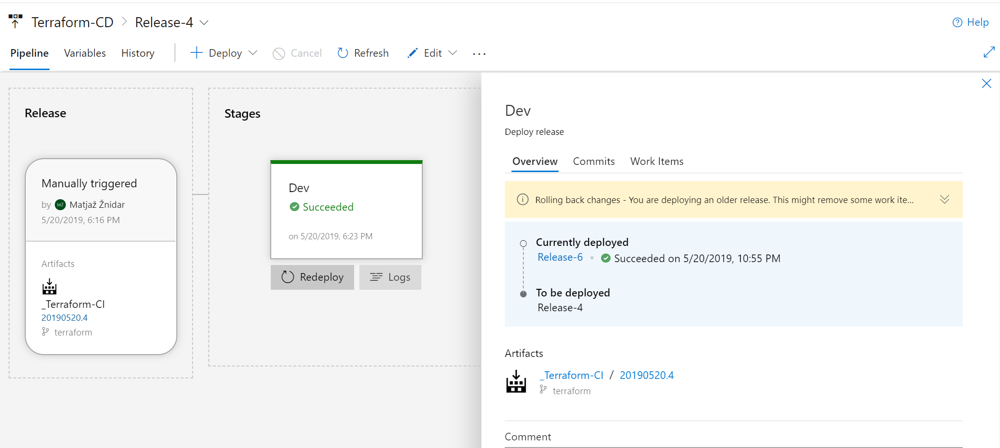 Terraform-CD > Release-4
Help
Pipeline Variables History Deploy Cancel Refresh Edit ...
Release
Manually triggered
by MŽ Matjaž Žnidar
5/20/2019, 6:16 PM
Artifacts
_Terraform-CI
20190520.4
terraform
Stages
Dev
Succeeded
on 5/20/2019, 6:23 PM
Redeploy Logs
Dev
Deploy release
Overview Commits Work Items
Rolling back changes - You are deploying an older release. This might remove some work ite...
Currently deployed
Release-6 • Succeeded on 5/20/2019, 10:55 PM
To be deployed
Release-4
Artifacts
_Terraform-CI / 20190520.4
terraform
Comment